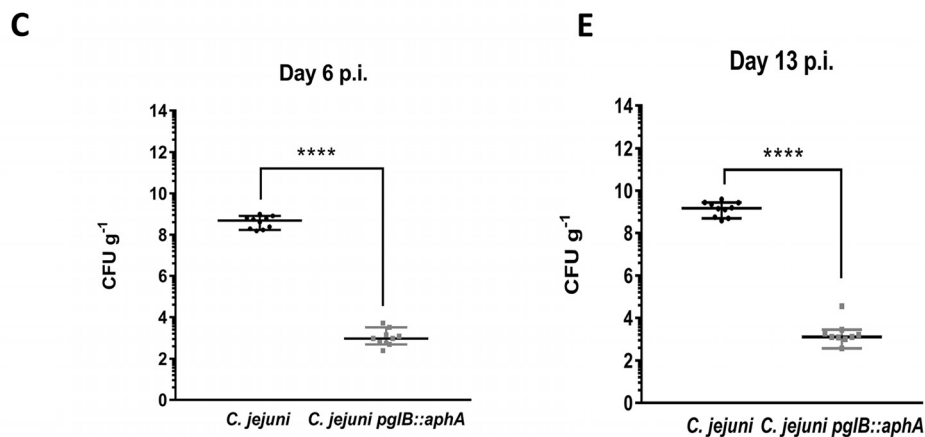 C
Day 6 p.i.
CFU g-1
14
12
10
8
6
4
2
0
****
C. jejuni
C. jejuni pglB::aphA
E
Day 13 p.i.
CFU g-1
14
12
10
8
6
4
2
0
****
C. jejuni
C. jejuni pglB::aphA